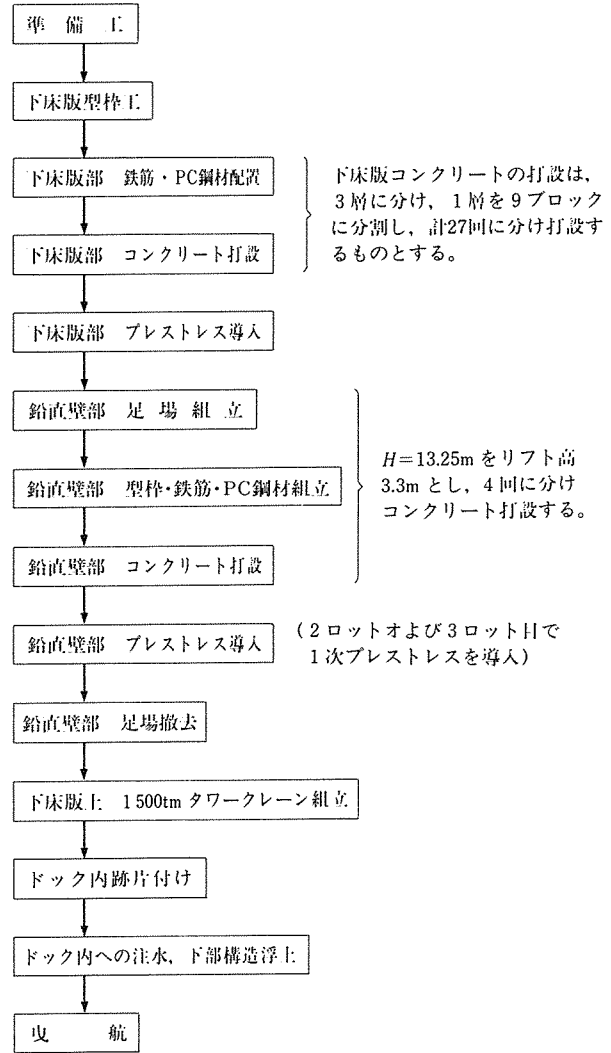 準備工
下床版型枠工
下床版部 鉄筋・PC鋼材配置
下床版部 コンクリート打設
下床版コンクリートの打設は,
3層に分け, 1層を9ブロック
に分割し, 計27回に分け打設す
るものとする。
下床版部 プレストレス導入
鉛直壁部 足場組立
鉛直壁部 型枠・鉄筋・PC鋼材組立
鉛直壁部 コンクリート打設
H=13.25mをリフト高
3.3mとし, 4回に分け
コンクリート打設する。
鉛直壁部 プレストレス導入
(2ロットオよび3ロット目で
1次プレストレスを導入)
鉛直壁部 足場撤去
下床版上 1500tmタワークレーン組立
ドック内跡片付け
ドック内への注水, 下部構造浮上
曳航